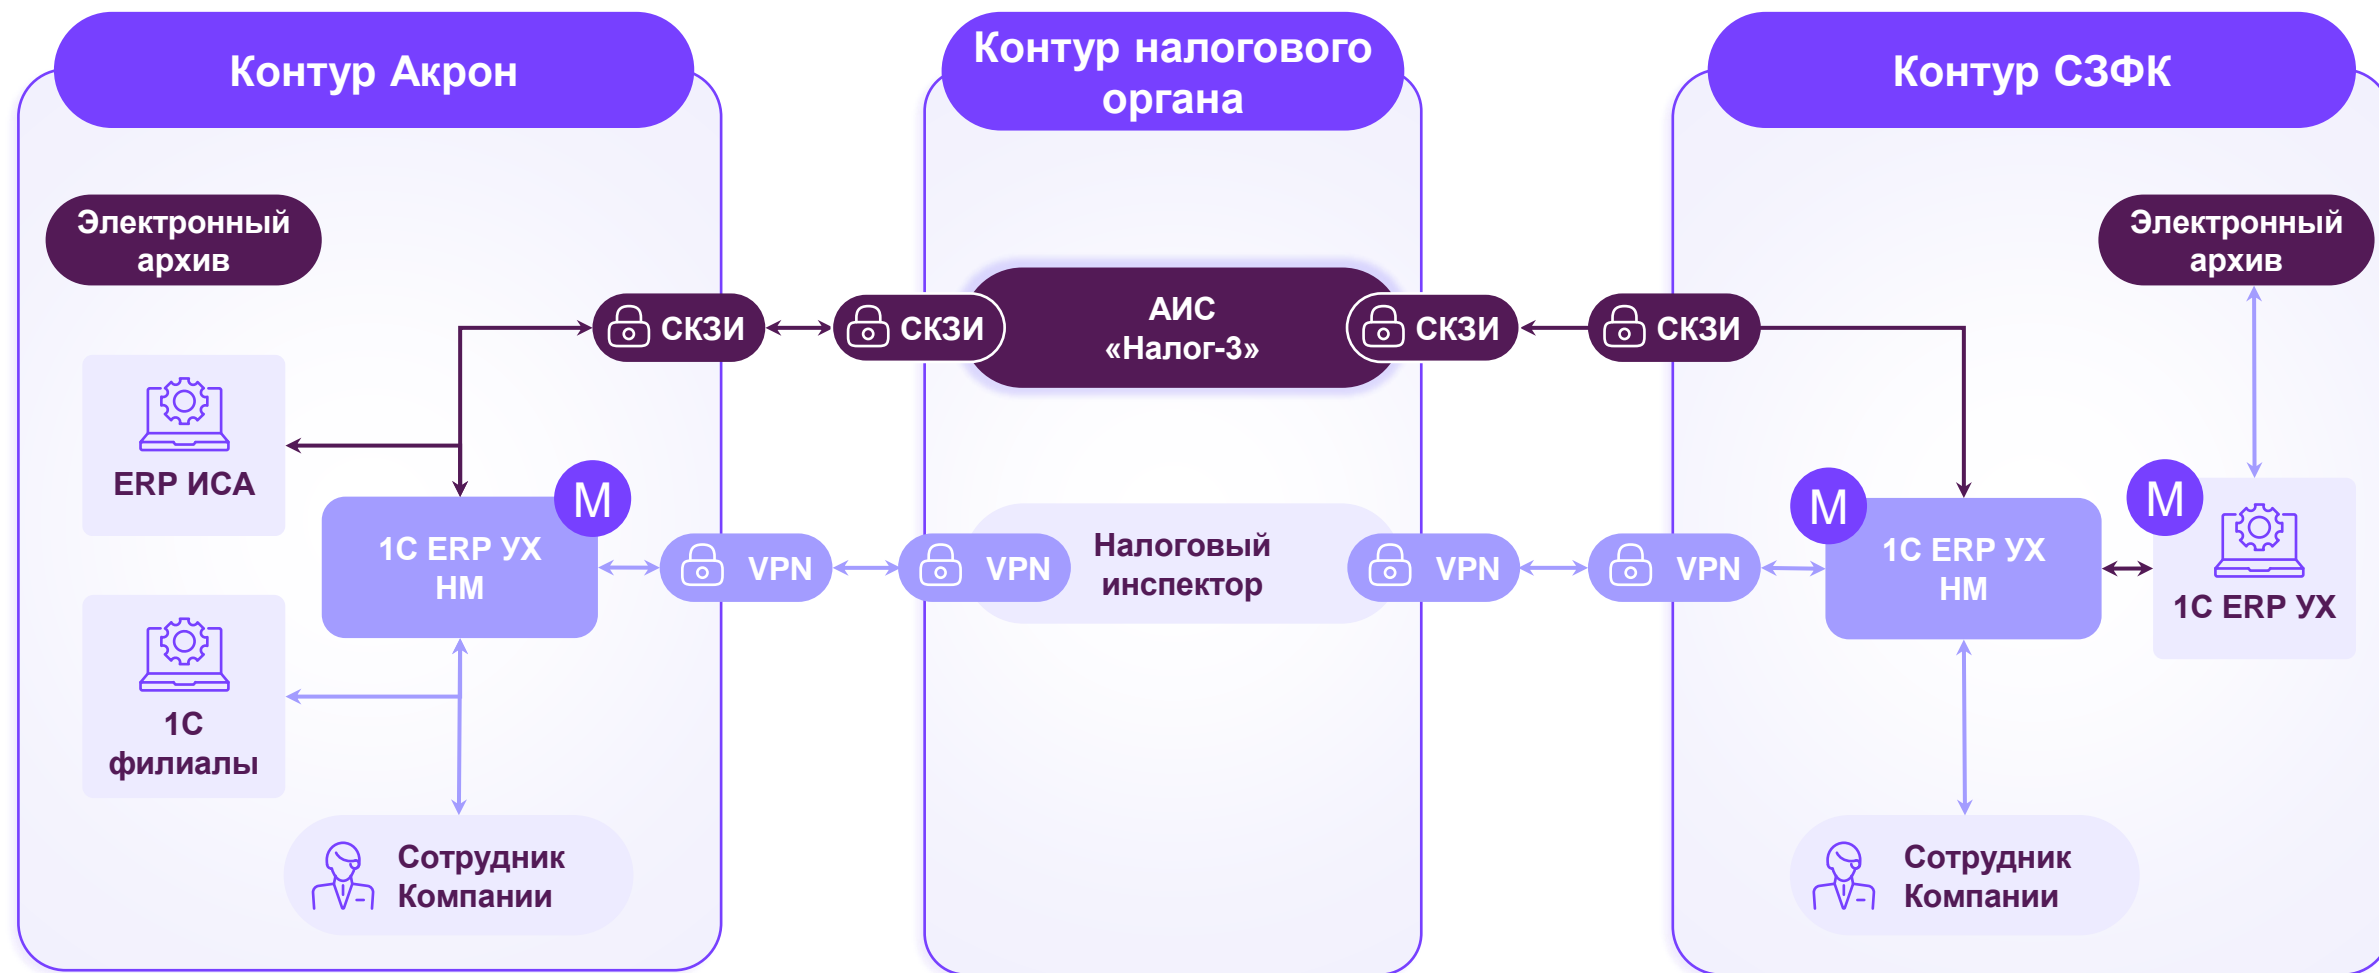 Контур Акрон
Электронный
архив
СКЗИ
ERP ИСА
М
1С ERP УХ
НМ
VPN
1С
филиалы
Сотрудник
Компании
Контур налогового
органа
СКЗИ
АИС
«Налог-3»
СКЗИ
VPN
Налоговый
инспектор
VPN
Контур СЗФК
Электронный
архив
СКЗИ
М
1С ERP УХ
НМ
М
1С ERP УХ
VPN
Сотрудник
Компании